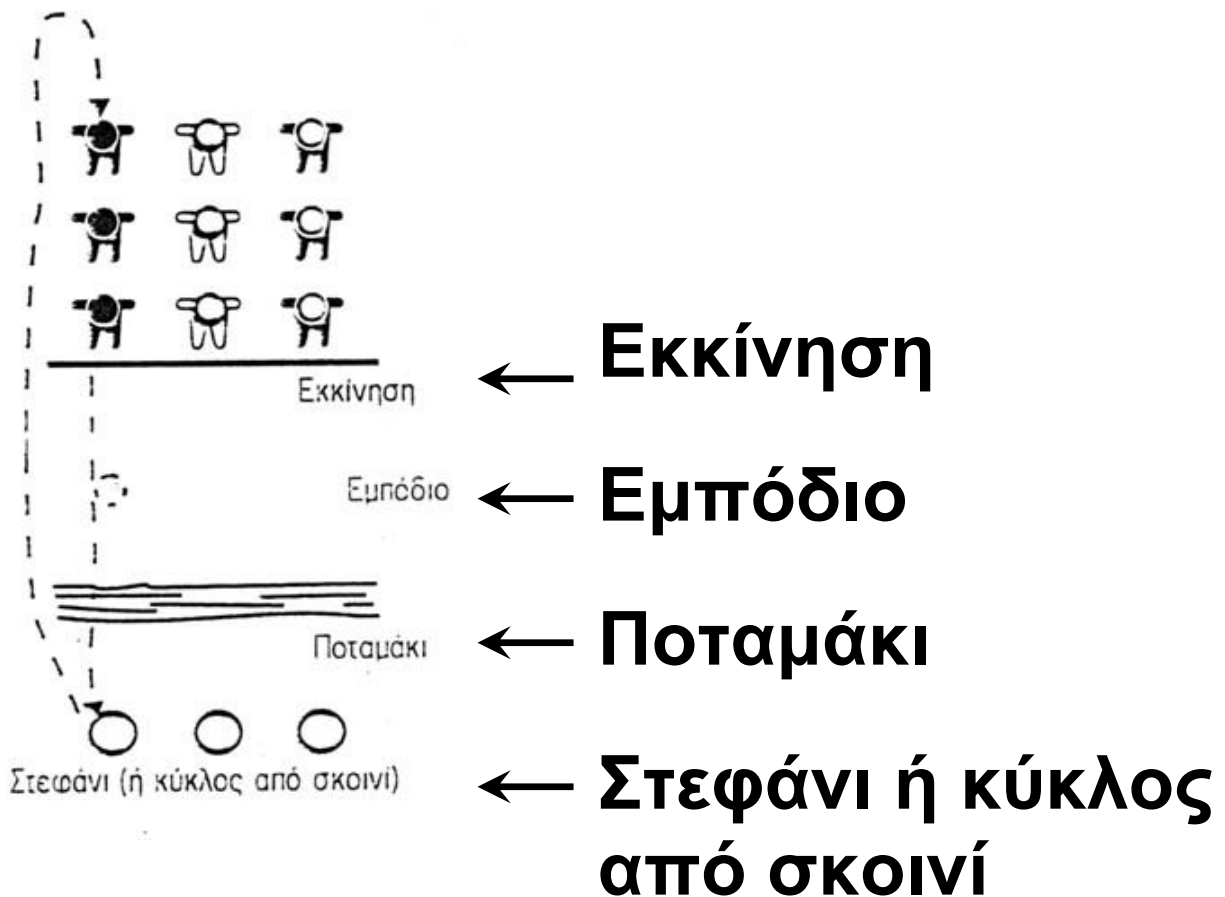 Εκκίνηση
Εκκίνηση
Εμπόδιο
Εμπόδιο
Ποταμάκι
Ποταμάκι
Στεφάνι (ή κύκλος από σκοινί)
Στεφάνι ή κύκλος
από σκοινί